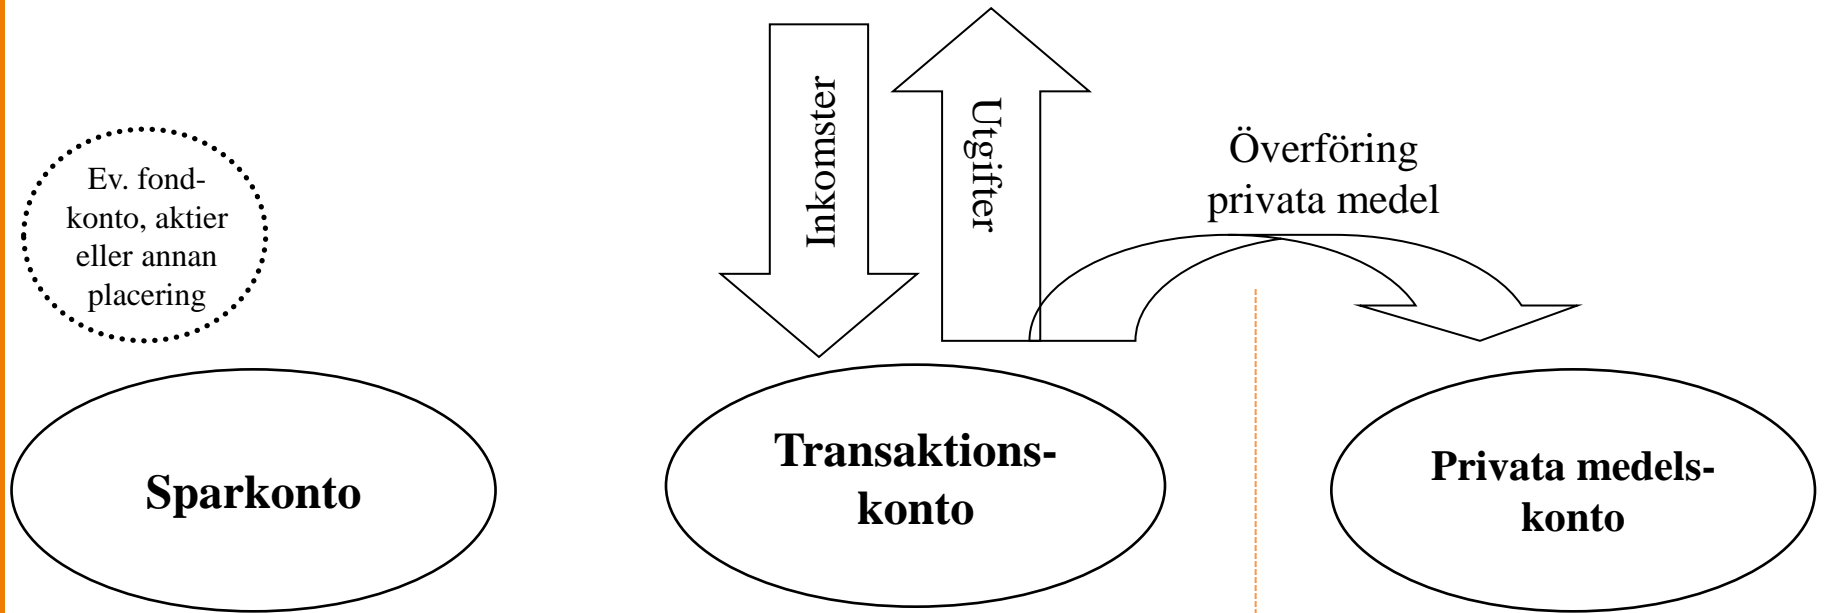 Inkomster
Utgifter
Överföring
privata medel
Ev. fond-
konto, aktier
eller annan
placering
Sparkonto
Transaktions-
konto
Privata medels-
konto